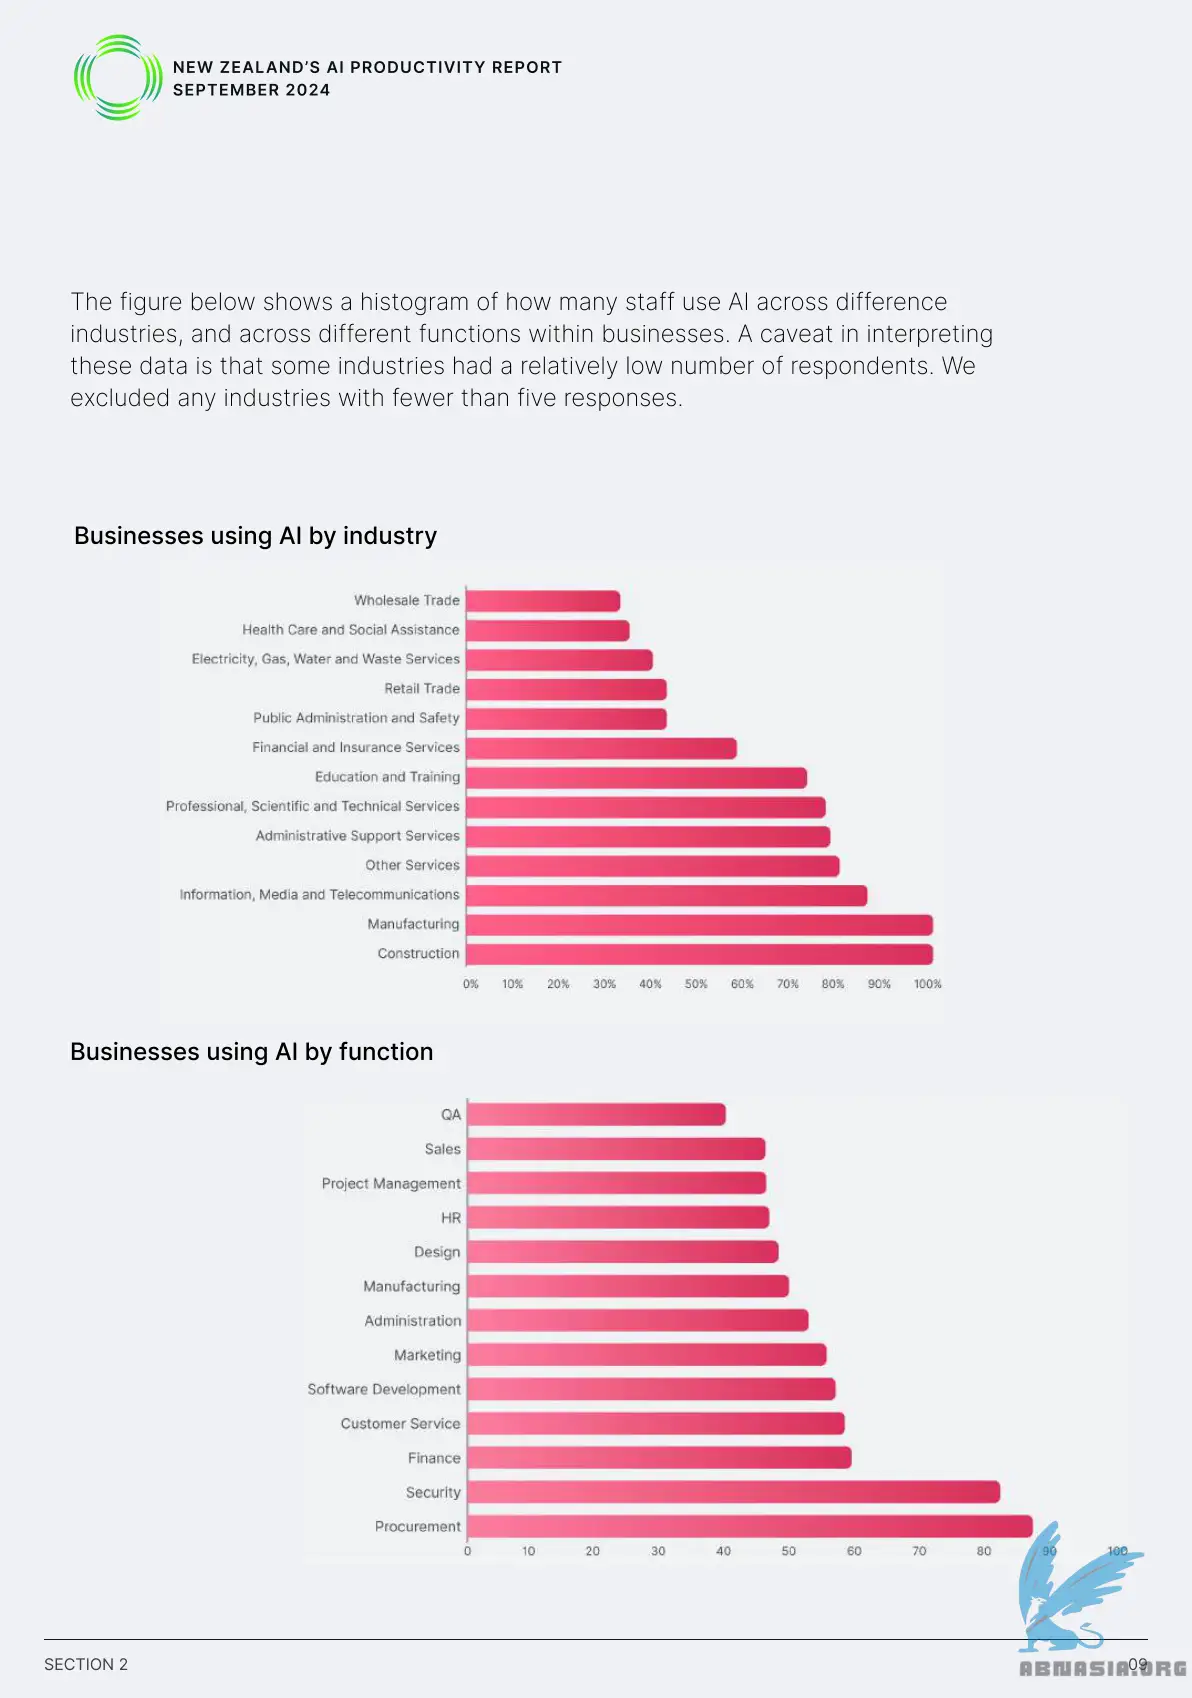 NEW ZEALAND'S AI PRODUCTIVITY REPORT
SEPTEMBER 2024
The figure below shows a histogram of how many staff use AI across difference
industries, and across different functions within businesses. A caveat in interpreting
these data is that some industries had a relatively low number of respondents. We
excluded any industries with fewer than five responses.
Businesses using AI by industry
Wholesale Trade
Health Care and Social Assistance
Electricity, Gas, Water and Waste Services
Retail Trade
Public Administration and Safety
Financial and Insurance Services
Education and Training
Professional, Scientific and Technical Services
Administrative Support Services
Other Services
Information, Media and Telecommunications
Manufacturing
Construction
0% 10% 20% 30% 40% 50% 60% 70% 80% 90% 100%
Businesses using AI by function
QA
Sales
Project Management
HR
Design
Manufacturing
Administration
Marketing
Software Development
Customer Service
Finance
Security
Procurement
0 10 20 30 40 50 60 70 80 90 100
SECTION 2
09
ABNASIA.ORG